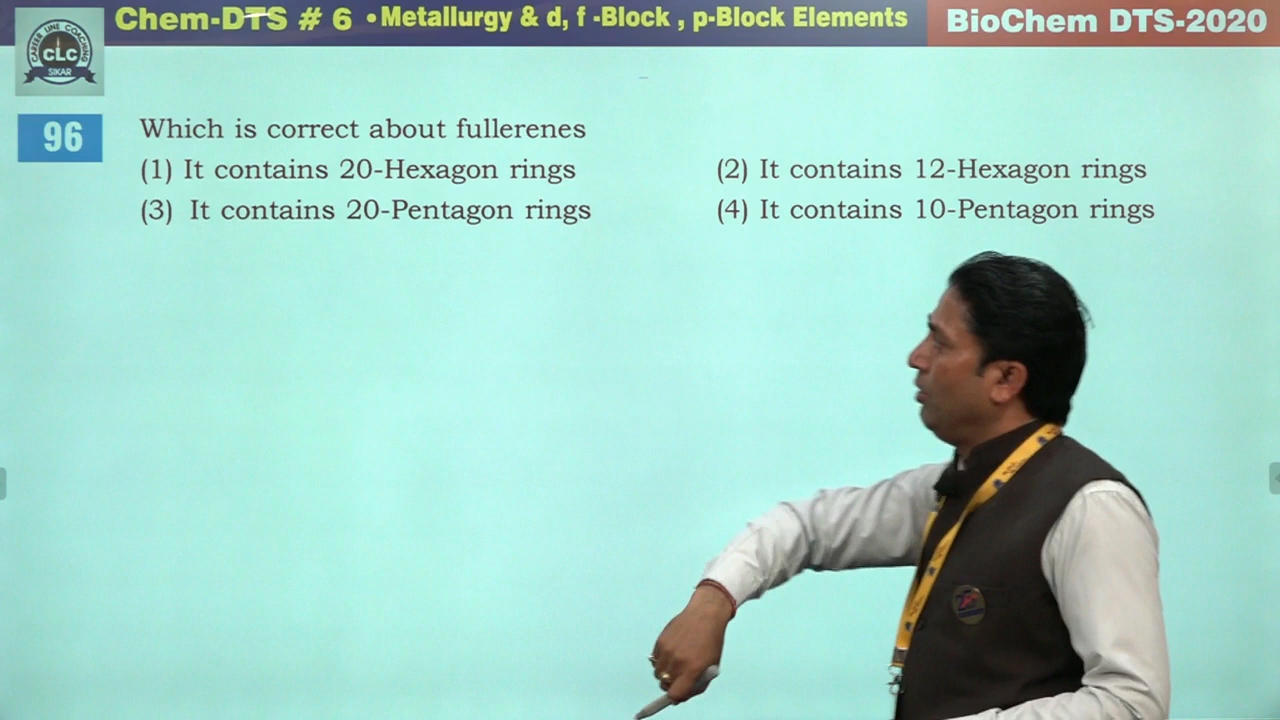 Chem-DTS # 6 • Metallurgy & d, f -Block , p-Block Elements
BioChem DTS-2020
CAREER LINE COACHING
CLC
SIKAR
96
Which is correct about fullerenes
(1) It contains 20-Hexagon rings
(2) It contains 12-Hexagon rings
(3) It contains 20-Pentagon rings
(4) It contains 10-Pentagon rings